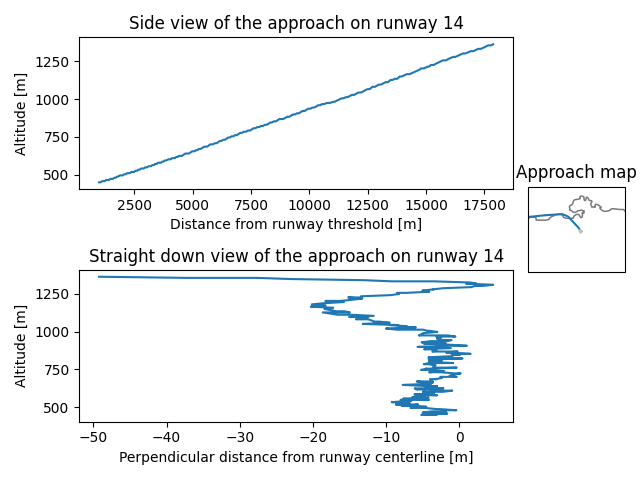 Side view of the approach on runway 14
Altitude [m]
1250
1000
750
500
2500 5000 7500 10000 12500 15000 17500
Distance from runway threshold [m]
Approach map
Straight down view of the approach on runway 14
Altitude [m]
1250
1000
750
500
−50 −40 −30 −20 −10 0
Perpendicular distance from runway centerline [m]